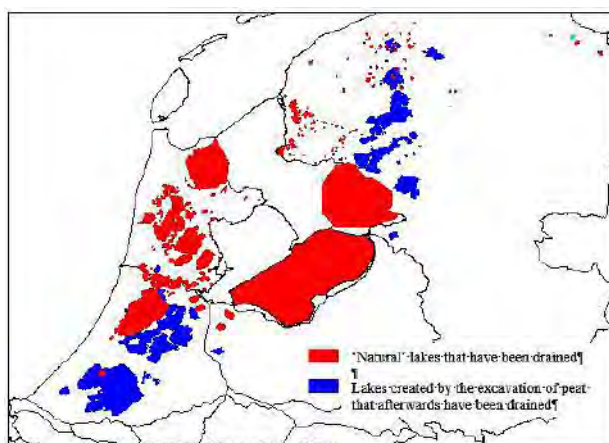 "Natural"·lakes·that·have·been·drained¶
¶
Lakes·created·by·the·excavation·of·peat·
that·afterwards·have·been·drained¶